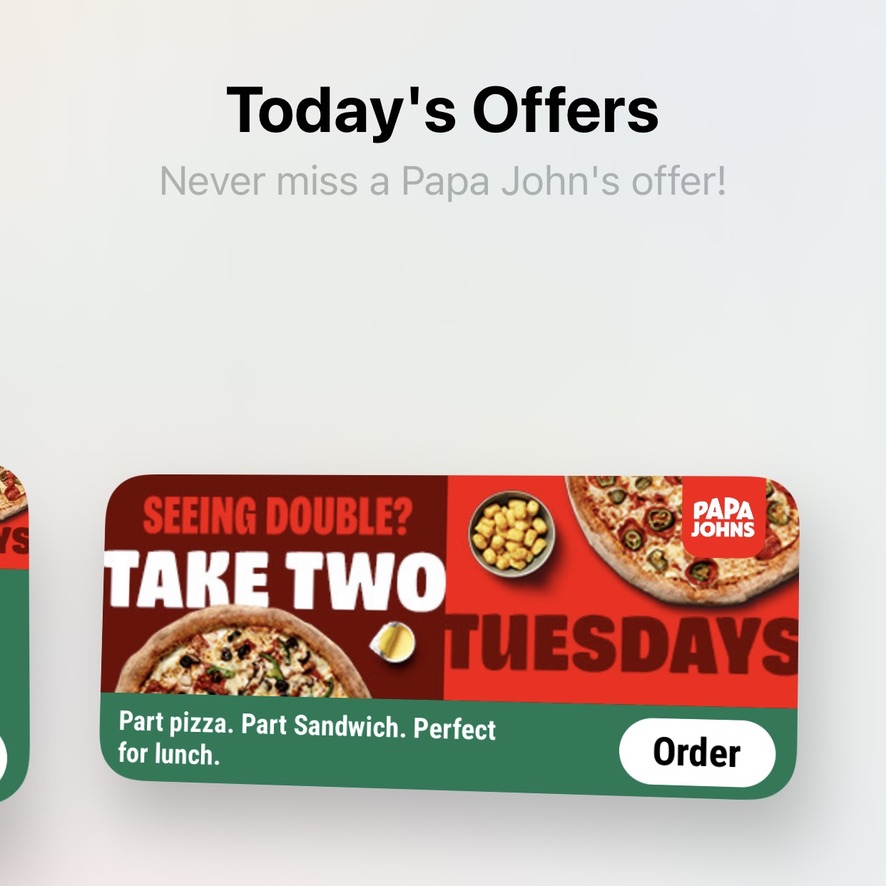 Today's Offers
Never miss a Papa John's offer!
SEEING DOUBLE?
TAKE TWO
PAPA
JOHNS
TUESDAYS
Part pizza. Part Sandwich. Perfect
for lunch.
Order